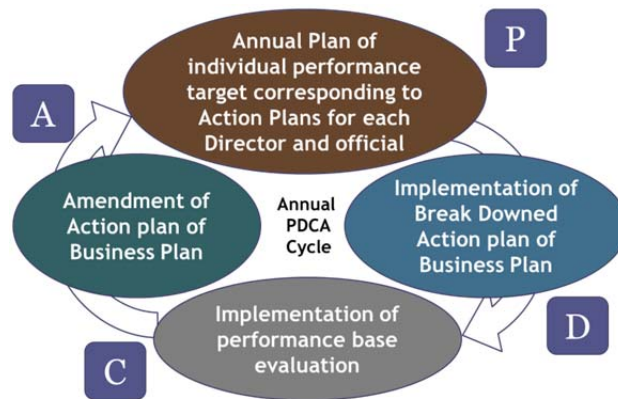 Annual Plan of
individual performance
target corresponding to
Action Plans for each
Director and official
P
A
Amendment of
Action plan of
Business Plan
Annual
PDCA
Cycle
Implementation of
Break Downed
Action plan of
Business Plan
Implementation of
performance base
evaluation
D
C